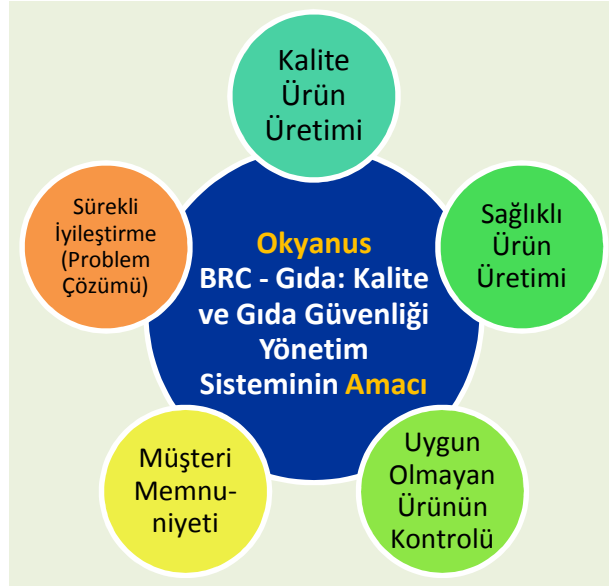 Kalite
Ürün
Üretimi
Sağlıklı
Ürün
Üretimi
Uygun
Olmayan
Ürünün
Kontrolü
Müşteri
Memnu-
niyeti
Sürekli
İyileştirme
(Problem
Çözümü)
Okyanus
BRC - Gıda: Kalite
ve Gıda Güvenliği
Yönetim
Sisteminin Amacı